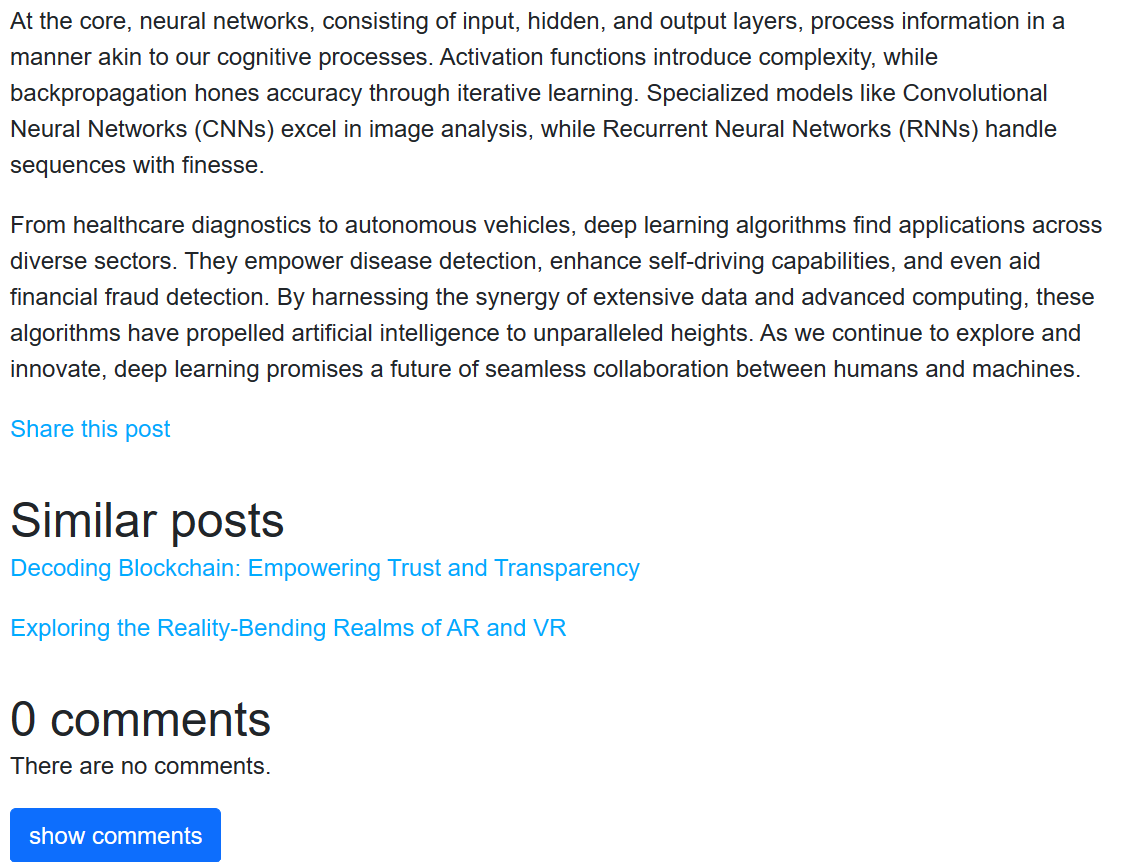 At the core, neural networks, consisting of input, hidden, and output layers, process information in a
manner akin to our cognitive processes. Activation functions introduce complexity, while
backpropagation hones accuracy through iterative learning. Specialized models like Convolutional
Neural Networks (CNNs) excel in image analysis, while Recurrent Neural Networks (RNNs) handle
sequences with finesse.
From healthcare diagnostics to autonomous vehicles, deep learning algorithms find applications across
diverse sectors. They empower disease detection, enhance self-driving capabilities, and even aid
financial fraud detection. By harnessing the synergy of extensive data and advanced computing, these
algorithms have propelled artificial intelligence to unparalleled heights. As we continue to explore and
innovate, deep learning promises a future of seamless collaboration between humans and machines.
Share this post
Similar posts
Decoding Blockchain: Empowering Trust and Transparency
Exploring the Reality-Bending Realms of AR and VR
0 comments
There are no comments.
show comments